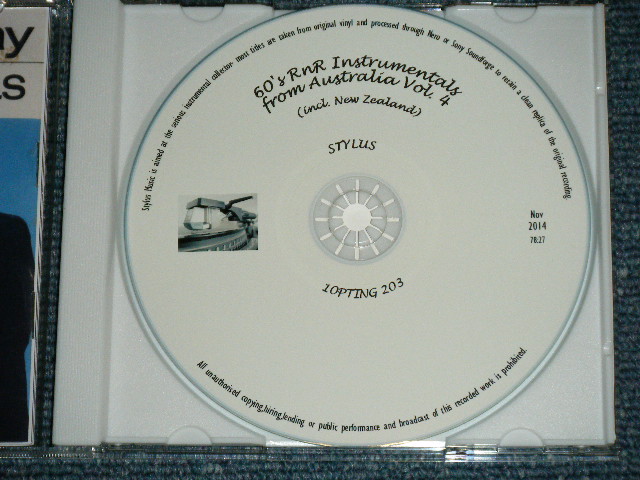 ny
LS
Stylus Music is aimed at the serious instrumental collector- most titles are taken from original vinyl and processed through Nero or Sony Soundforge to retain a clean replica of the original recording
60's RnR Instrumentals
from Australia Vol. 4
(incl. New Zealand)
STYLUS
Nov
2014
78.27
10PTING 203
All unauthorised copying,hiring,lending or public performance and broadcast of this recorded work is prohibited.